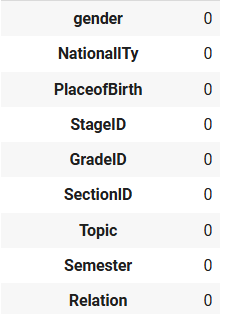 gender 0
NationalITy 0
PlaceofBirth 0
StageID 0
GradeID 0
SectionID 0
Topic 0
Semester 0
Relation 0